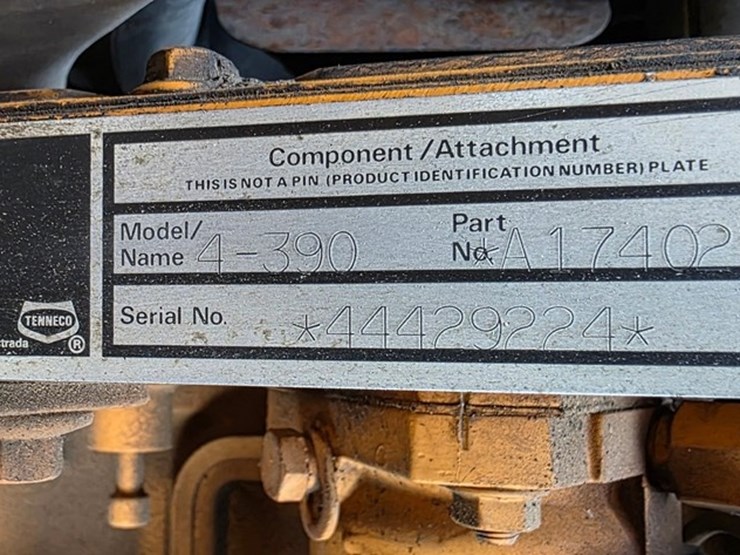 Component/Attachment
THIS IS NOT A PIN (PRODUCT IDENTIFICATION NUMBER) PLATE
Model/
Name 4-390
Part
No. *A17402
Serial No. *44429224*
TENNECO
strada ®